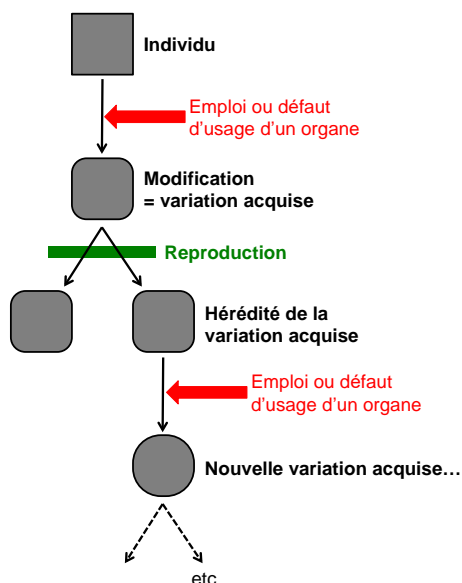 Individu
Emploi ou défaut
d'usage d'un organe
Modification
= variation acquise
Reproduction
Hérédité de la
variation acquise
Emploi ou défaut
d'usage d'un organe
Nouvelle variation acquise…
etc